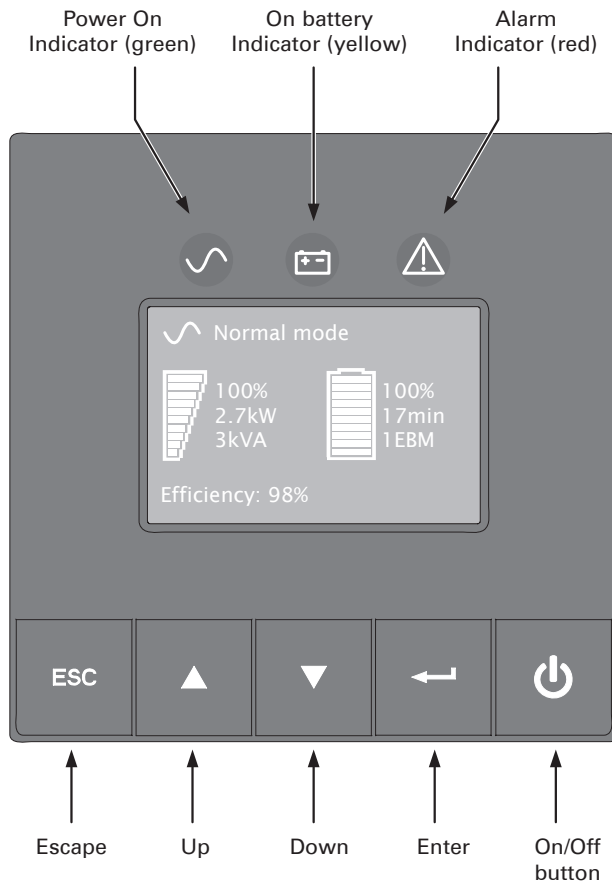 Power On
Indicator (green)
On battery
Indicator (yellow)
Alarm
Indicator (red)
Normal mode
100%
2.7kW
3kVA
100%
17min
1EBM
Efficiency: 98%
ESC
Escape
Up
Down
Enter
On/Off
button